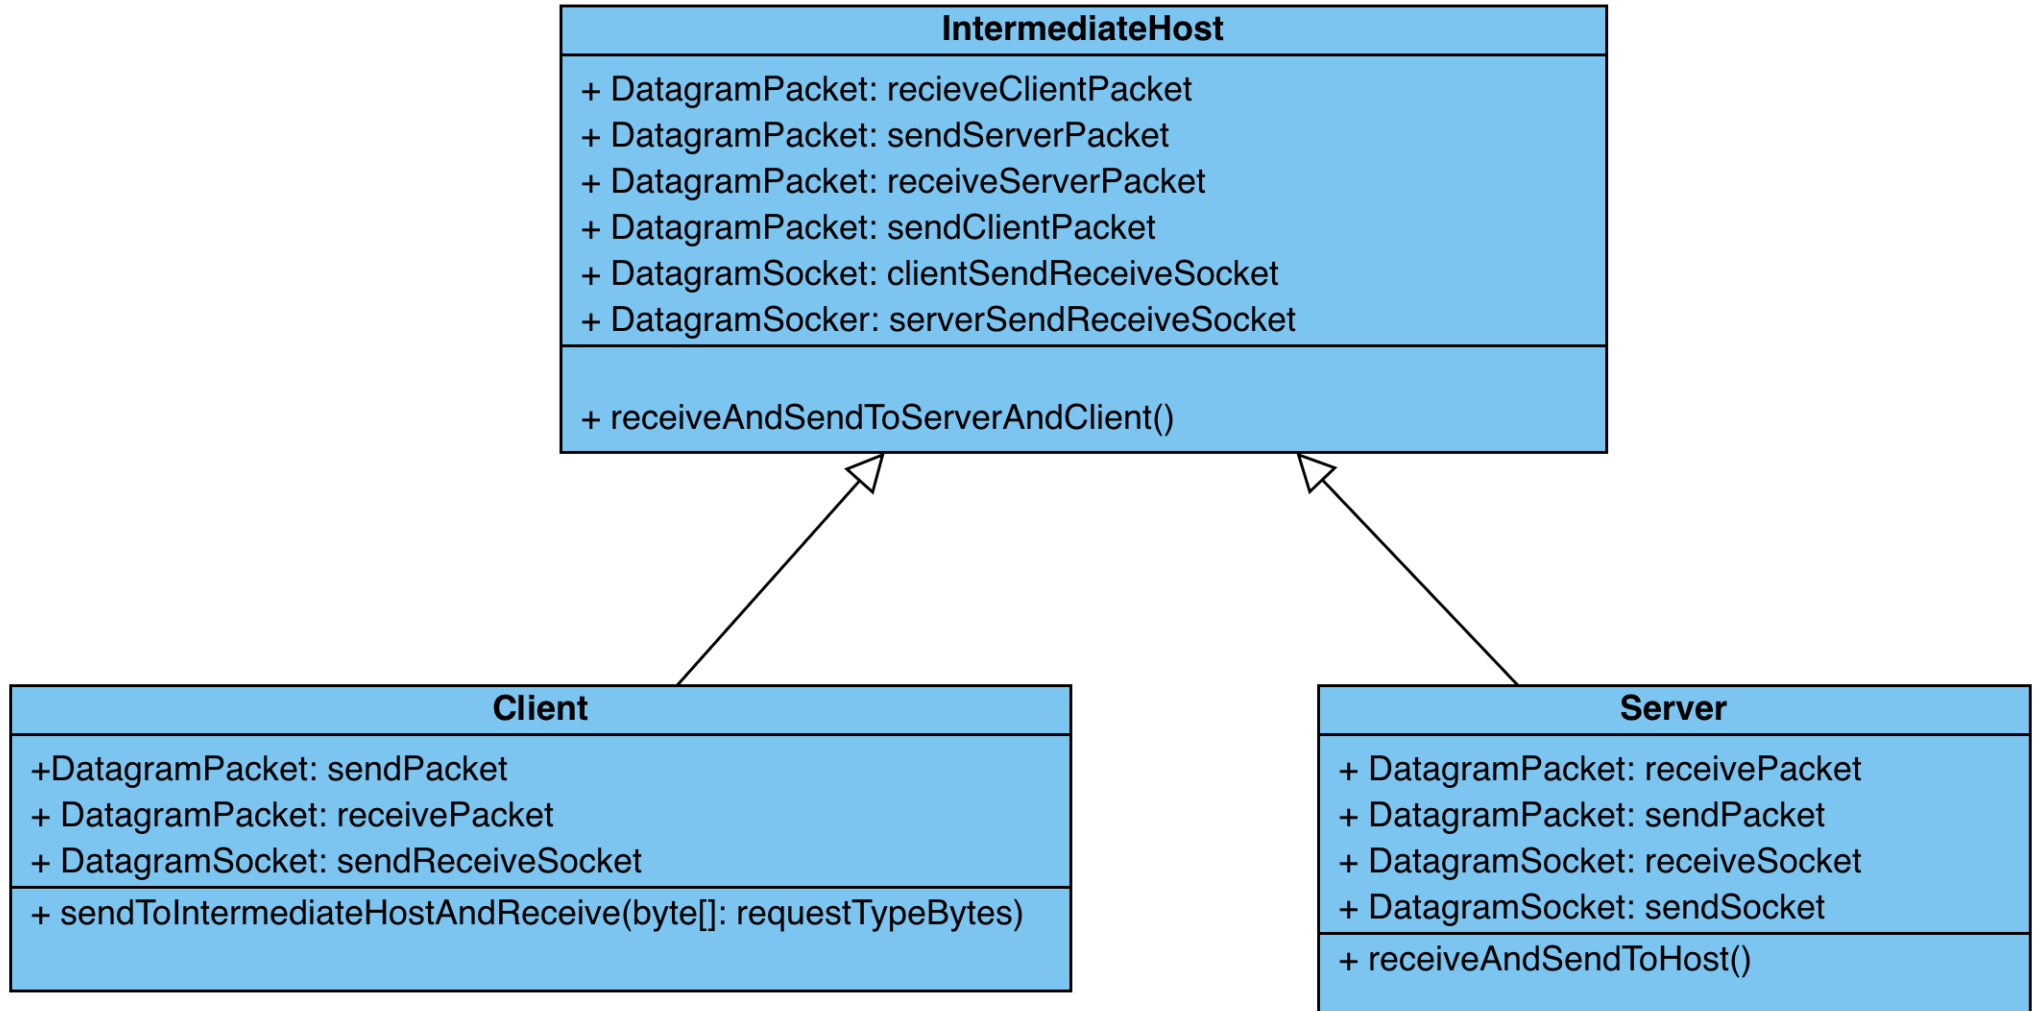 IntermediateHost
+ DatagramPacket: recieveClientPacket
+ DatagramPacket: sendServerPacket
+ DatagramPacket: receiveServerPacket
+ DatagramPacket: sendClientPacket
+ DatagramSocket: clientSendReceiveSocket
+ DatagramSocker: serverSendReceiveSocket
+ receiveAndSendToServerAndClient()
Client
+DatagramPacket: sendPacket
+ DatagramPacket: receivePacket
+ DatagramSocket: sendReceiveSocket
+ sendToIntermediateHostAndReceive(byte[]: requestTypeBytes)
Server
+ DatagramPacket: receivePacket
+ DatagramPacket: sendPacket
+ DatagramSocket: receiveSocket
+ DatagramSocket: sendSocket
+ receiveAndSendToHost()